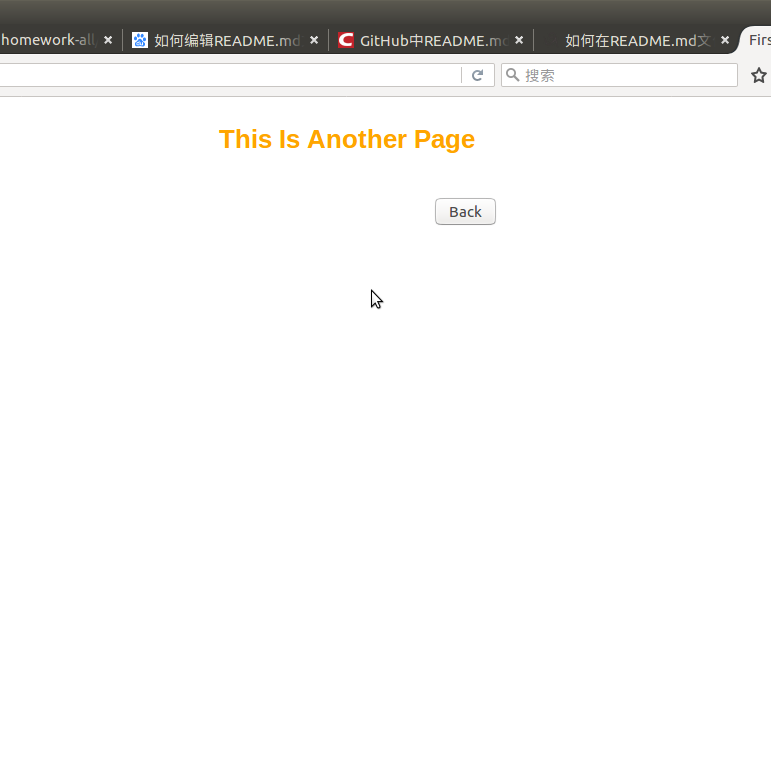 homework-all
如何编辑README.md
GitHub中README.md
如何在README.md文
Firs
搜索
This Is Another Page
Back